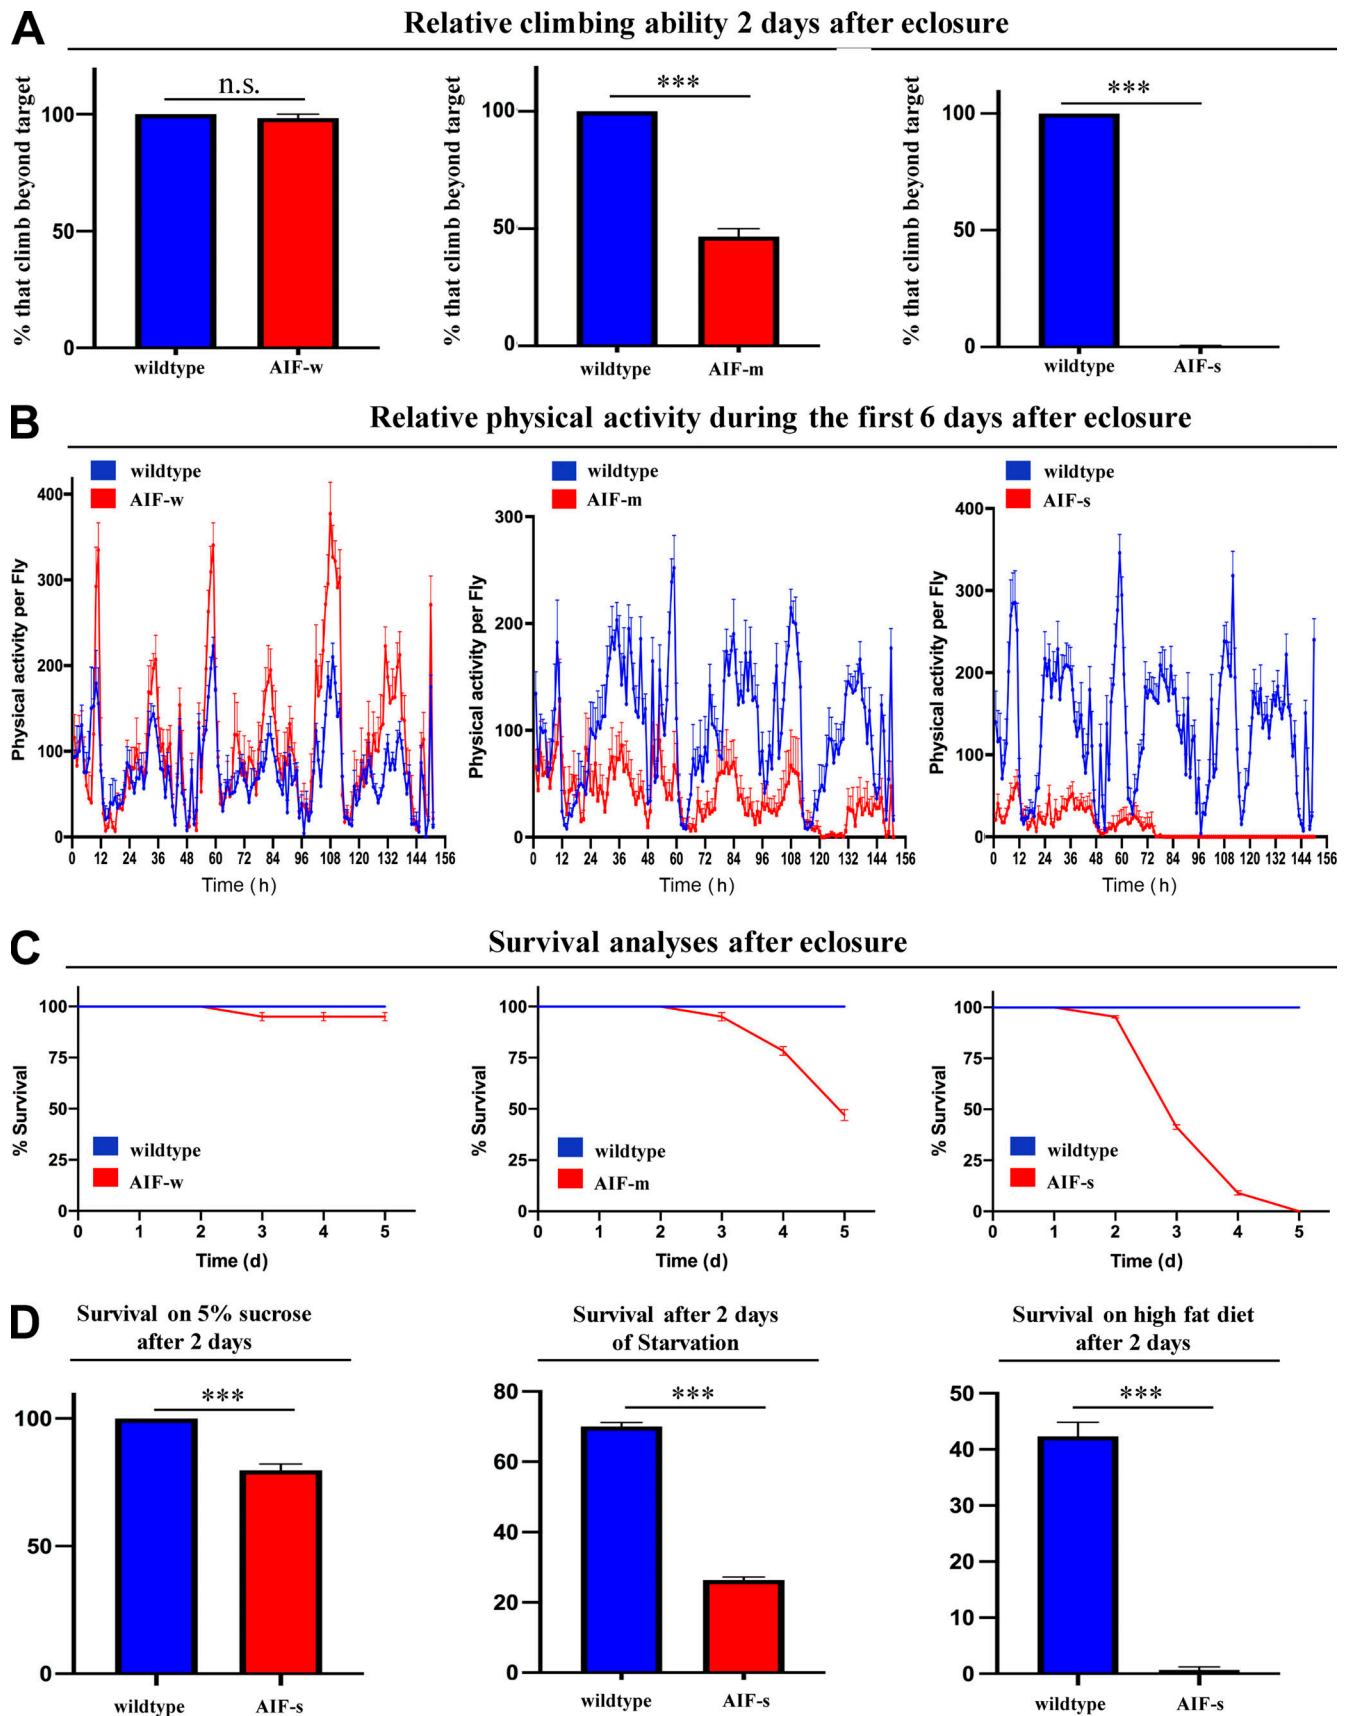 A
Relative climbing ability 2 days after eclosure
% that climb beyond target
100
50
0
n.s.
wildtype
AIF-w
% that climb beyond target
100
50
0
***
wildtype
AIF-m
% that climb beyond target
100
50
0
***
wildtype
AIF-s
B
Relative physical activity during the first 6 days after eclosure
wildtype
AIF-w
Physical activity per Fly
400
300
200
100
0
0 12 24 36 48 60 72 84 96 108 120 132 144 156
Time (h)
wildtype
AIF-m
Physical activity per Fly
300
200
100
0
0 12 24 36 48 60 72 84 96 108 120 132 144 156
Time (h)
wildtype
AIF-s
Physical activity per Fly
400
300
200
100
0
0 12 24 36 48 60 72 84 96 108 120 132 144 156
Time (h)
C
Survival analyses after eclosure
% Survival
100
75
50
25
0
wildtype
AIF-w
0 1 2 3 4 5
Time (d)
% Survival
100
75
50
25
0
wildtype
AIF-m
0 1 2 3 4 5
Time (d)
% Survival
100
75
50
25
0
wildtype
AIF-s
0 1 2 3 4 5
Time (d)
D
Survival on 5% sucrose
after 2 days
100
50
0
***
wildtype
AIF-s
Survival after 2 days
of Starvation
80
60
40
20
0
***
wildtype
AIF-s
Survival on high fat diet
after 2 days
50
40
30
20
10
0
***
wildtype
AIF-s